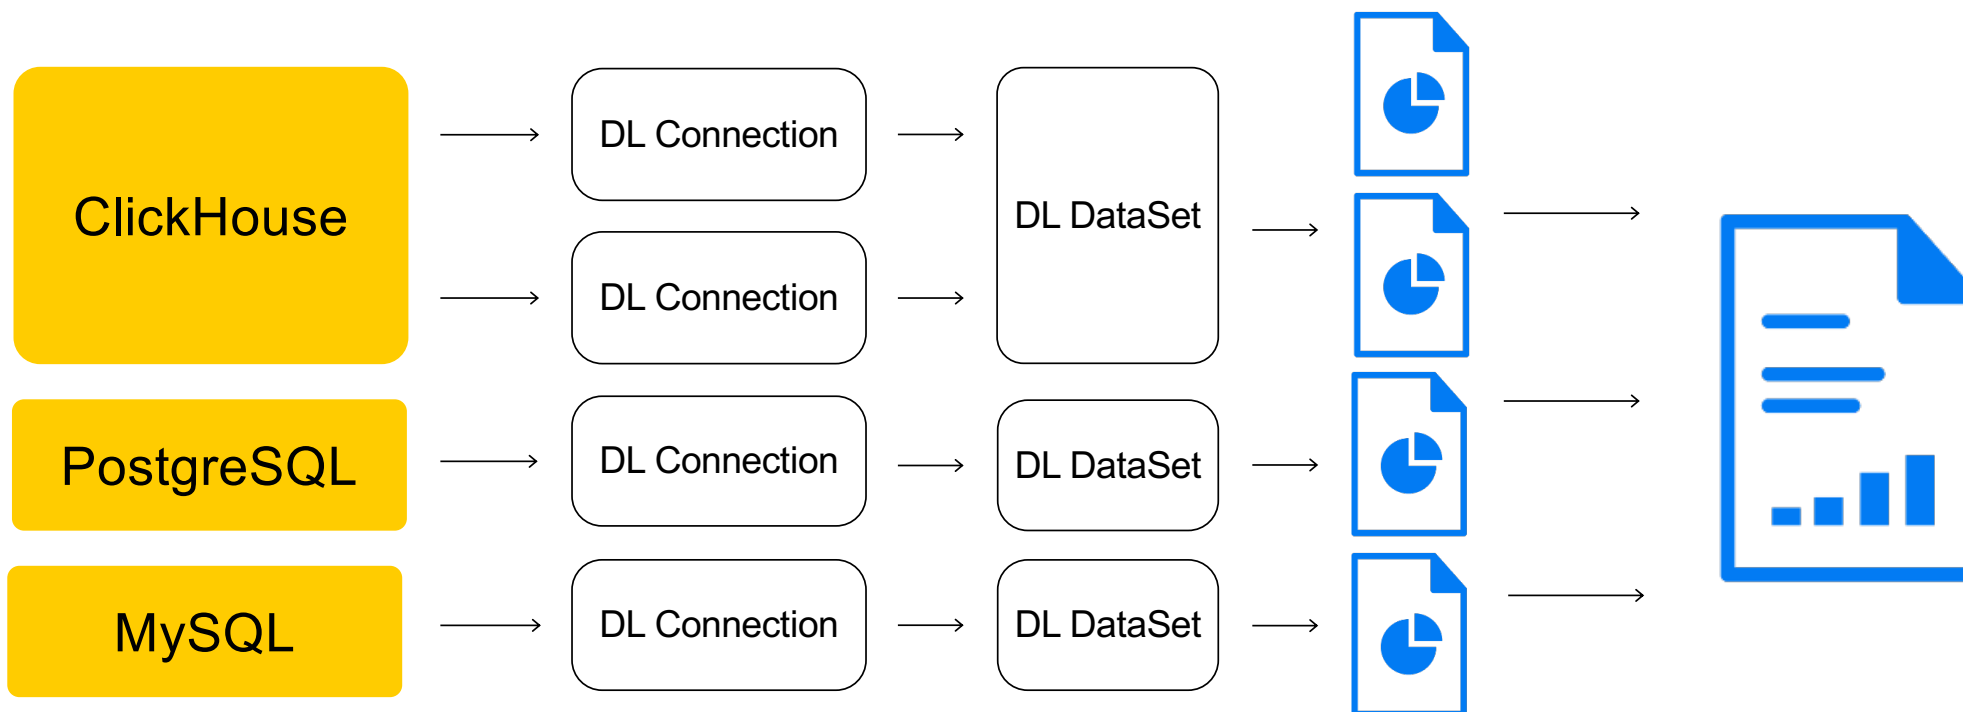 ClickHouse
DL Connection
DL DataSet
DL Connection
PostgreSQL
DL Connection
DL DataSet
MySQL
DL Connection
DL DataSet